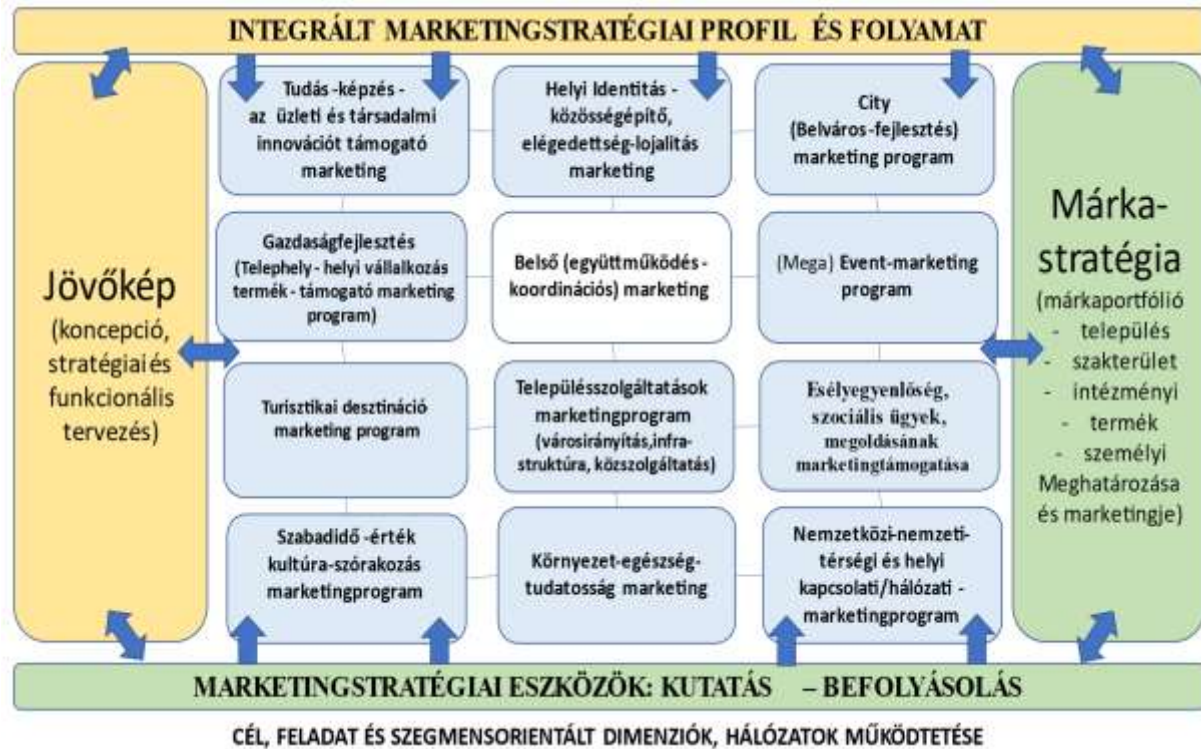 INTEGRÁLT MARKETINGSTRATÉGIAI PROFIL ÉS FOLYAMAT
Jövőkép
(koncepció,
stratégiai és
funkcionális
tervezés)
Tudás -képzés -
az üzleti és társadalmi
innovációt támogató
marketing
Helyi Identitás -
közösségépítő,
elégedettség-lojalitás
marketing
City
(Belváros -fejlesztés)
marketing program
Gazdaságfejlesztés
(Telephely - helyi vállalkozás
termék - támogató marketing
program)
Belső (együttműködés -
koordinációs) marketing
(Mega) Event-marketing
program
Turisztikai desztináció
marketing program
Településszolgáltatások
marketingprogram
(városirányítás,infra-
struktúra, közszolgáltatás)
Esélyegyenlőség,
szociális ügyek,
megoldásának
marketingtámogatása
Szabadidő -érték
kultúra-szórakozás
marketingprogram
Környezet-egészség-
tudatosság marketing
Nemzetközi-nemzeti-
térségi és helyi
kapcsolati/hálózati -
marketingprogram
Márka-
stratégia
(márkaportfólió
- település
- szakterület
- intézményi
- termék
- személyi
Meghatározása
és marketingje)
MARKETINGSTRATÉGIAI ESZKÖZÖK: KUTATÁS – BEFOLYÁSOLÁS
CÉL, FELADAT ÉS SZEGMENSORIENTÁLT DIMENZIÓK, HÁLÓZATOK MŰKÖDTETÉSE